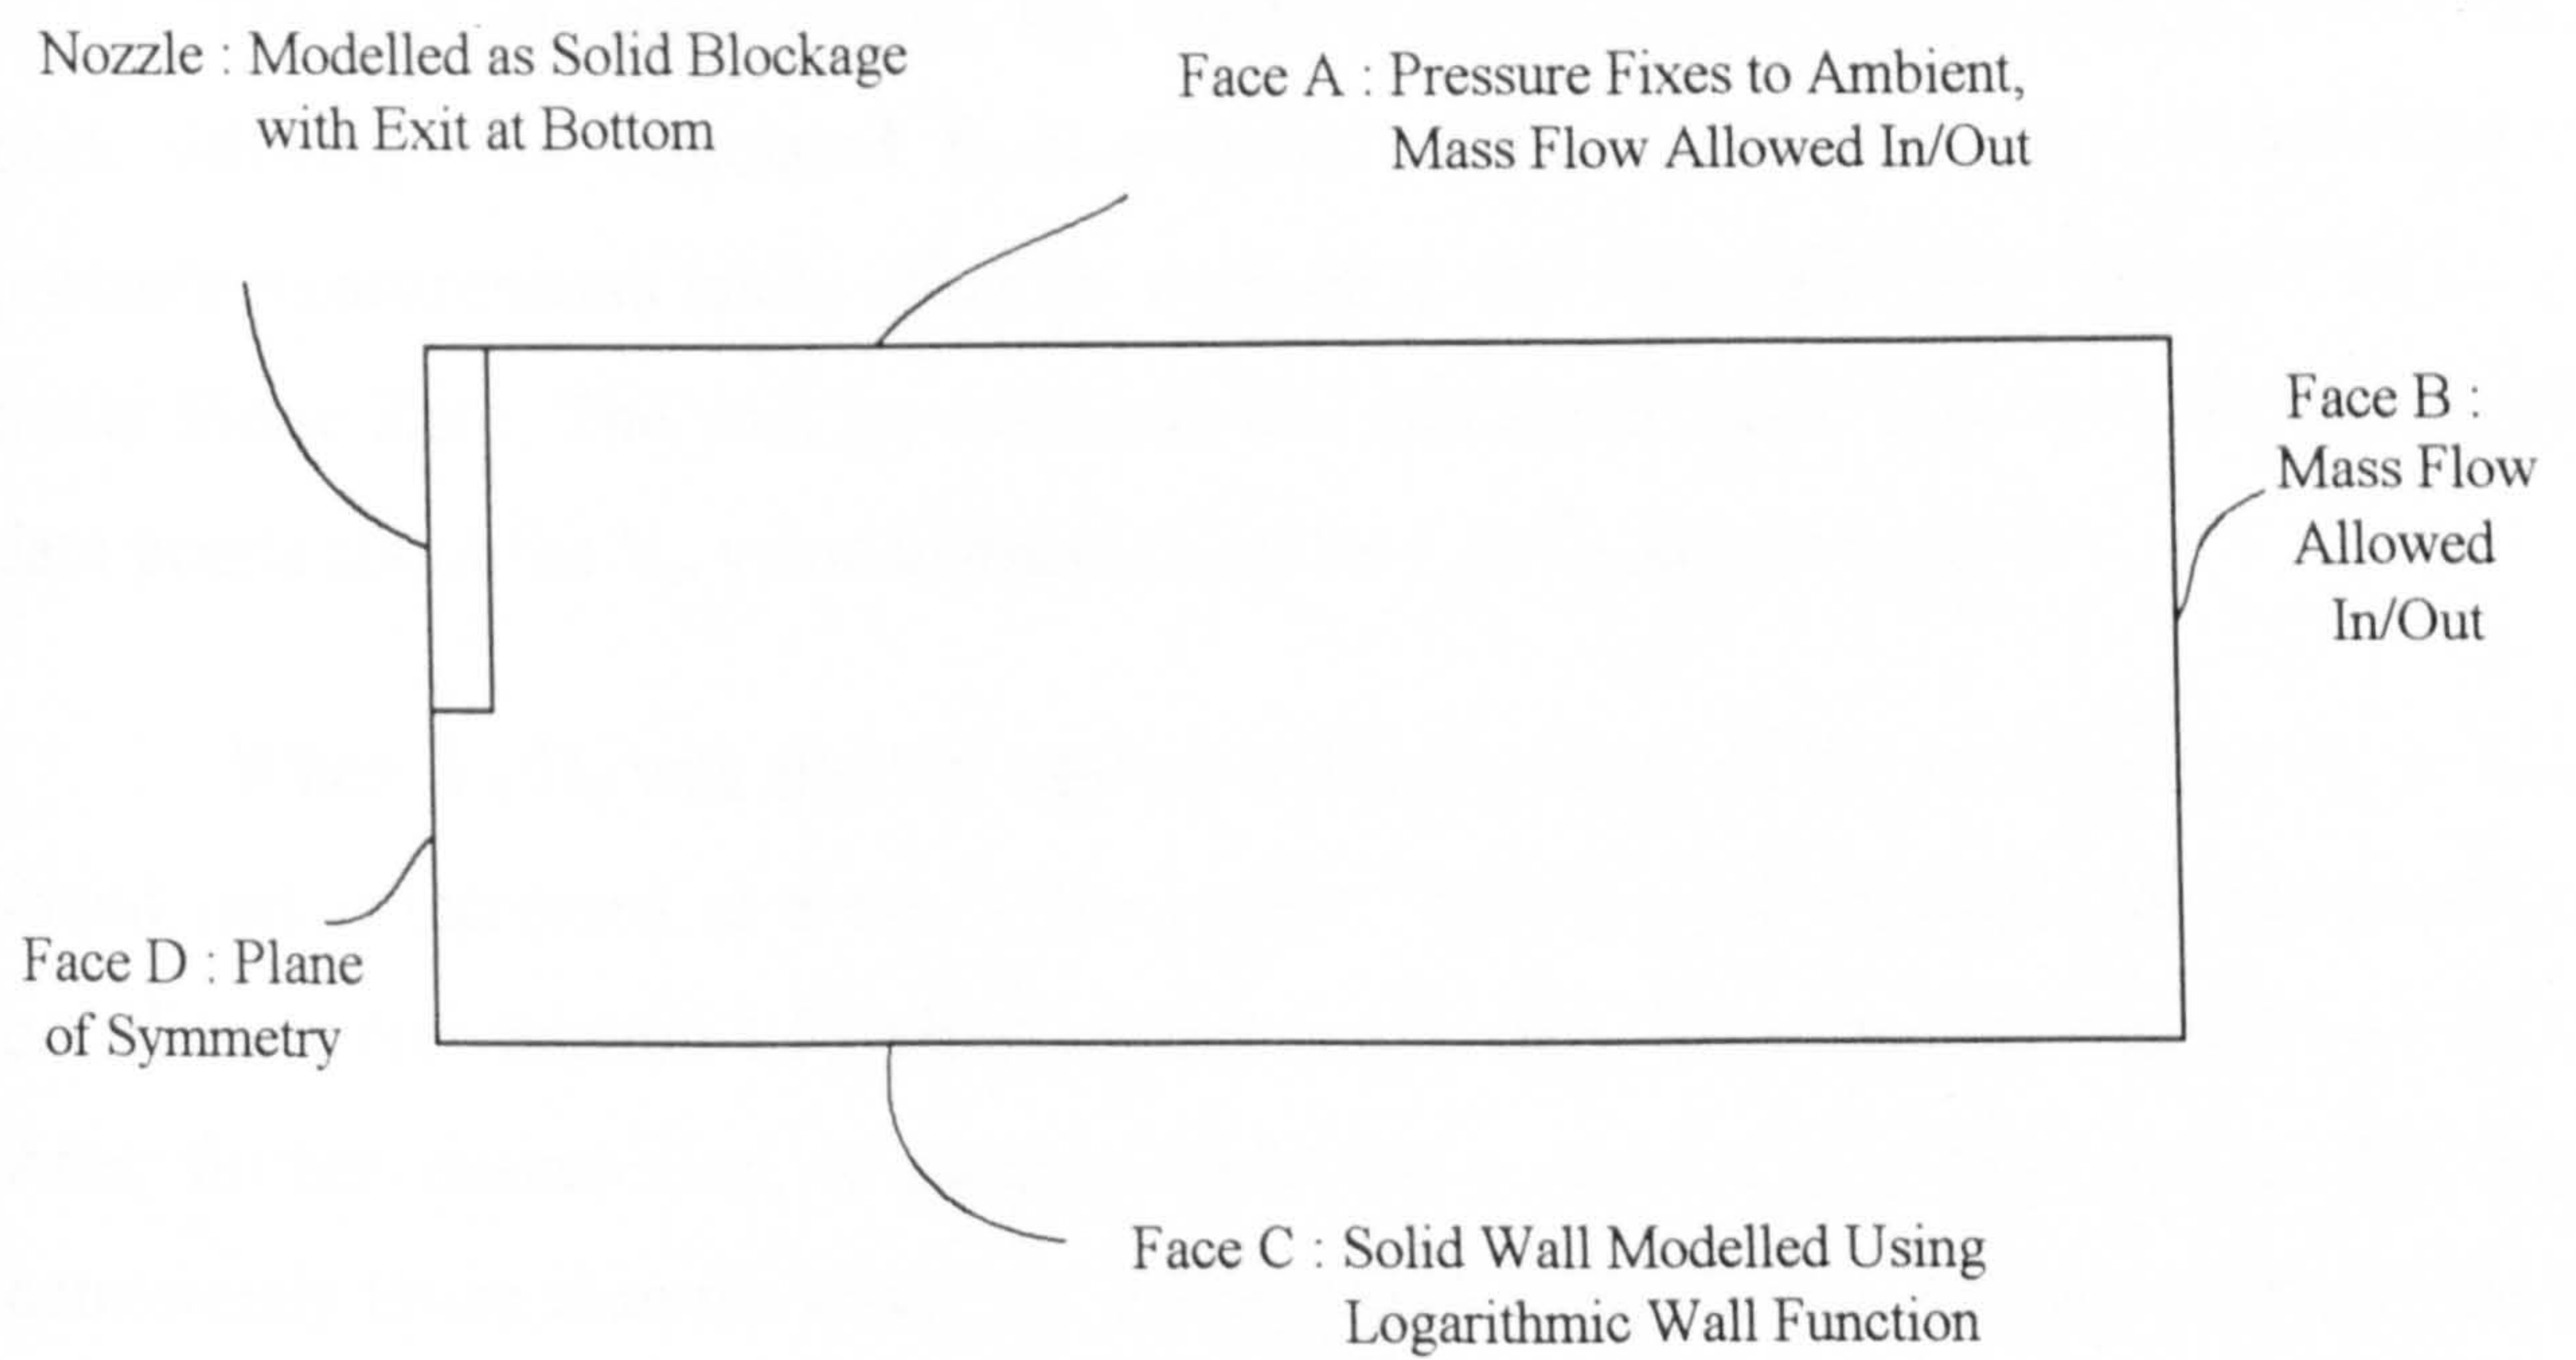 Nozzle : Modelled as Solid Blockage
with Exit at Bottom
Face A : Pressure Fixes to Ambient,
Mass Flow Allowed In/Out
Face B :
Mass Flow
Allowed
In/Out
Face D : Plane
of Symmetry
Face C : Solid Wall Modelled Using
Logarithmic Wall Function